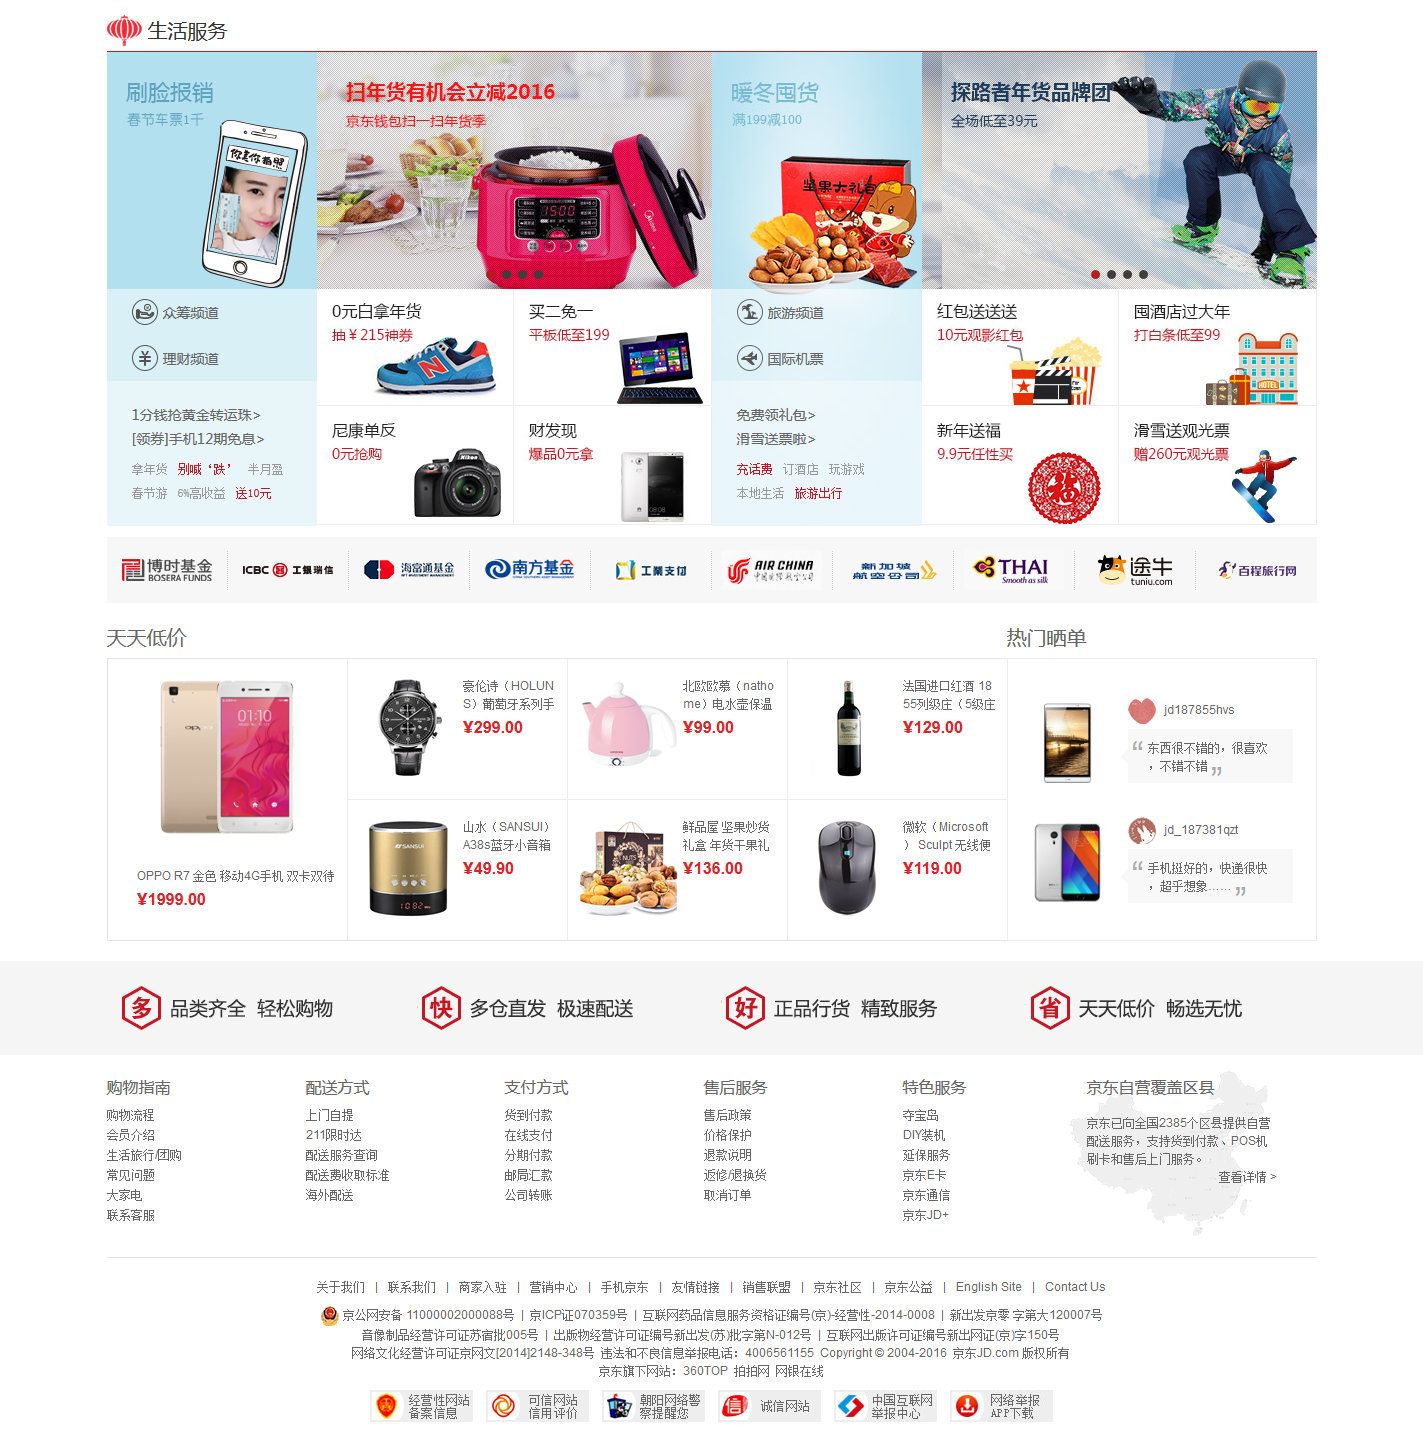 生活服务
刷脸报销
春节车票1千
你是你拍照
扫年货有机会立减2016
京东钱包扫一扫年货季
1500
Midea
暖冬囤货
满199减100
坚果大礼包
探路者年货品牌团
全场低至39元
众筹频道
理财频道
1分钱抢黄金转运珠>
[领券]手机12期免息>
拿年货 别喊‘跌’ 半月盈
春节游 6%高收益 送10元
0元白拿年货
抽￥215神券
买二免一
平板低至199
尼康单反
0元抢购
Nikon
财发现
爆品0元拿
旅游频道
国际机票
免费领礼包>
滑雪送票啦>
充话费 订酒店 玩游戏
本地生活 旅游出行
红包送送送
10元观影红包
囤酒店过大年
打白条低至99
HOTEL
新年送福
9.9元任性买
福
滑雪送观光票
赠260元观光票
博时基金
BOSERA FUNDS
ICBC 工银瑞信
海富通基金
HFT INVESTMENT MANAGEMENT
南方基金
CHINA SOUTHERN ASSET MANAGEMENT
工業支付
AIR CHINA
中国国际航空公司
新加坡
航空公司
THAI
Smooth as silk
途牛
tuniu.com
百程旅行网
天天低价
热门晒单
01:10
oppo
OPPO R7 金色 移动4G手机 双卡双待
¥1999.00
豪伦诗（HOLUN
S）葡萄牙系列手
¥299.00
北欧欧慕（natho
me）电水壶保温
¥99.00
法国进口红酒 18
55列级庄（5级庄
¥129.00
SANSUI
山水（SANSUI）
A38s蓝牙小音箱
¥49.90
NUTS
鲜品屋 坚果炒货
礼盒 年货干果礼
¥136.00
微软（Microsoft
） Sculpt 无线便
¥119.00
jd187855hvs
“ 东西很不错的，很喜欢
，不错不错 ”
jd_187381qzt
“ 手机挺好的，快递很快
，超乎想象…… ”
多 品类齐全 轻松购物
快 多仓直发 极速配送
好 正品行货 精致服务
省 天天低价 畅选无忧
购物指南
购物流程
会员介绍
生活旅行/团购
常见问题
大家电
联系客服
配送方式
上门自提
211限时达
配送服务查询
配送费收取标准
海外配送
支付方式
货到付款
在线支付
分期付款
邮局汇款
公司转账
售后服务
售后政策
价格保护
退款说明
返修/退换货
取消订单
特色服务
夺宝岛
DIY装机
延保服务
京东E卡
京东通信
京东JD+
京东自营覆盖区县
京东已向全国2385个区县提供自营
配送服务，支持货到付款、POS机
刷卡和售后上门服务。
查看详情 >
关于我们 | 联系我们 | 商家入驻 | 营销中心 | 手机京东 | 友情链接 | 销售联盟 | 京东社区 | 京东公益 | English Site | Contact Us
京公网安备 11000002000088号 | 京ICP证070359号 | 互联网药品信息服务资格证编号(京)-经营性-2014-0008 | 新出发京零 字第大120007号
音像制品经营许可证苏宿批005号 | 出版物经营许可证编号新出发(苏)批字第N-012号 | 互联网出版许可证编号新出网证(京)字150号
网络文化经营许可证京网文[2014]2148-348号 违法和不良信息举报电话：4006561155 Copyright © 2004-2016 京东JD.com 版权所有
京东旗下网站：360TOP 拍拍网 网银在线
经营性网站
备案信息
可信网站
信用评价
朝阳网络警
察提醒您
诚信网站
中国互联网
举报中心
网络举报
APP下载